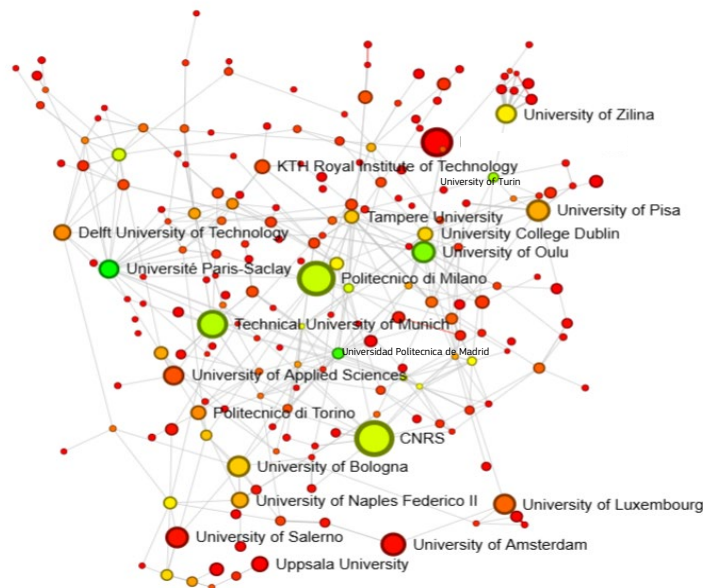 University of Zilina
KTH Royal Institute of Technology
University of Turin
University of Pisa
Tampere University
Delft University of Technology
University College Dublin
University of Oulu
Université Paris-Saclay
Politecnico di Milano
Technical University of Munich
Universidad Politecnica de Madrid
University of Applied Sciences
Politecnico di Torino
CNRS
University of Bologna
University of Naples Federico II
University of Luxembourg
University of Salerno
University of Amsterdam
Uppsala University